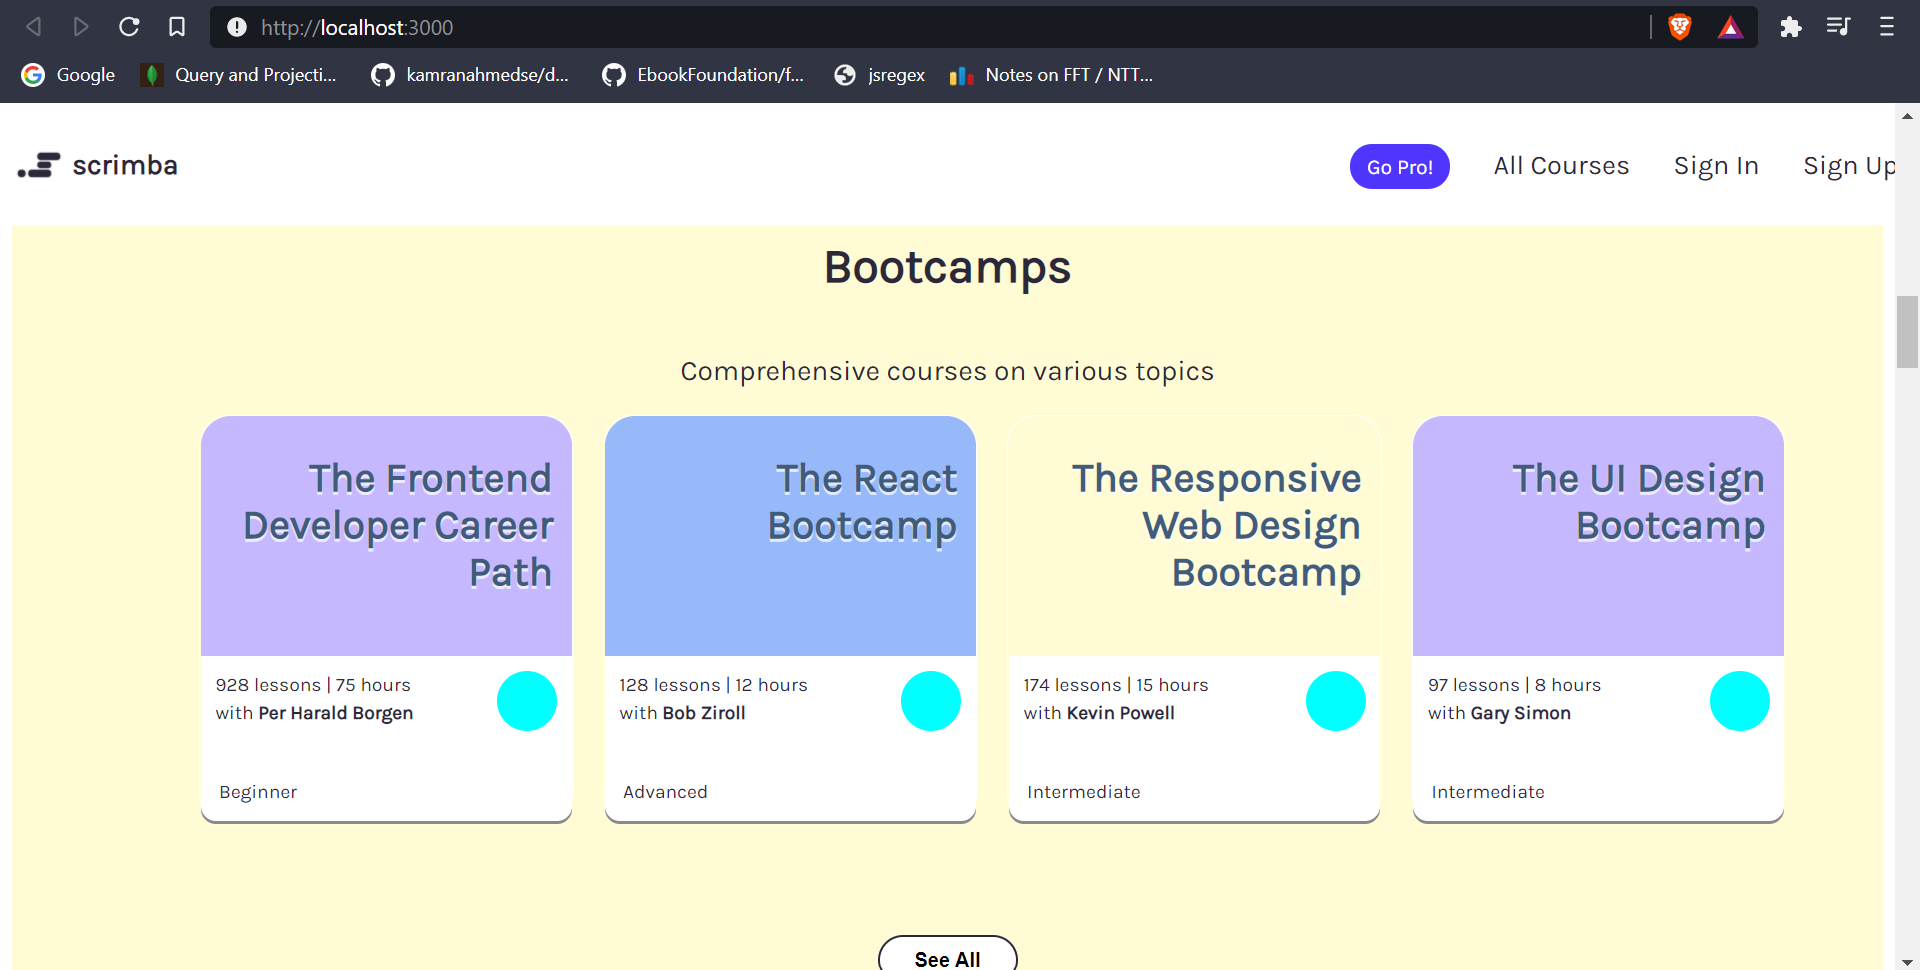 http://localhost:3000
Google
Query and Projecti...
kamranahmedse/d...
EbookFoundation/f...
jsregex
Notes on FFT / NTT...
scrimba
Go Pro!
All Courses
Sign In
Sign Up
Bootcamps
Comprehensive courses on various topics
The Frontend
Developer Career
Path
928 lessons | 75 hours
with Per Harald Borgen
Beginner
The React
Bootcamp
128 lessons | 12 hours
with Bob Ziroll
Advanced
The Responsive
Web Design
Bootcamp
174 lessons | 15 hours
with Kevin Powell
Intermediate
The UI Design
Bootcamp
97 lessons | 8 hours
with Gary Simon
Intermediate
See All